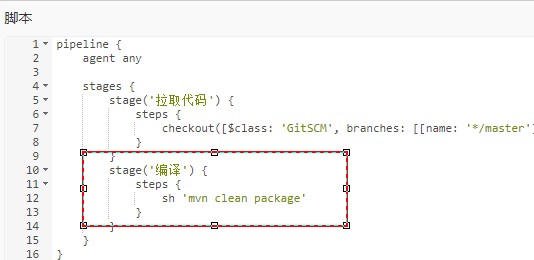 脚本
1 pipeline {
2 agent any
3
4 stages {
5 stage('拉取代码') {
6 steps {
7 checkout([$class: 'GitSCM', branches: [[name: '*/master']
8 }
9 }
10 stage('编译') {
11 steps {
12 sh 'mvn clean package'
13 }
14 }
15 }
16 }